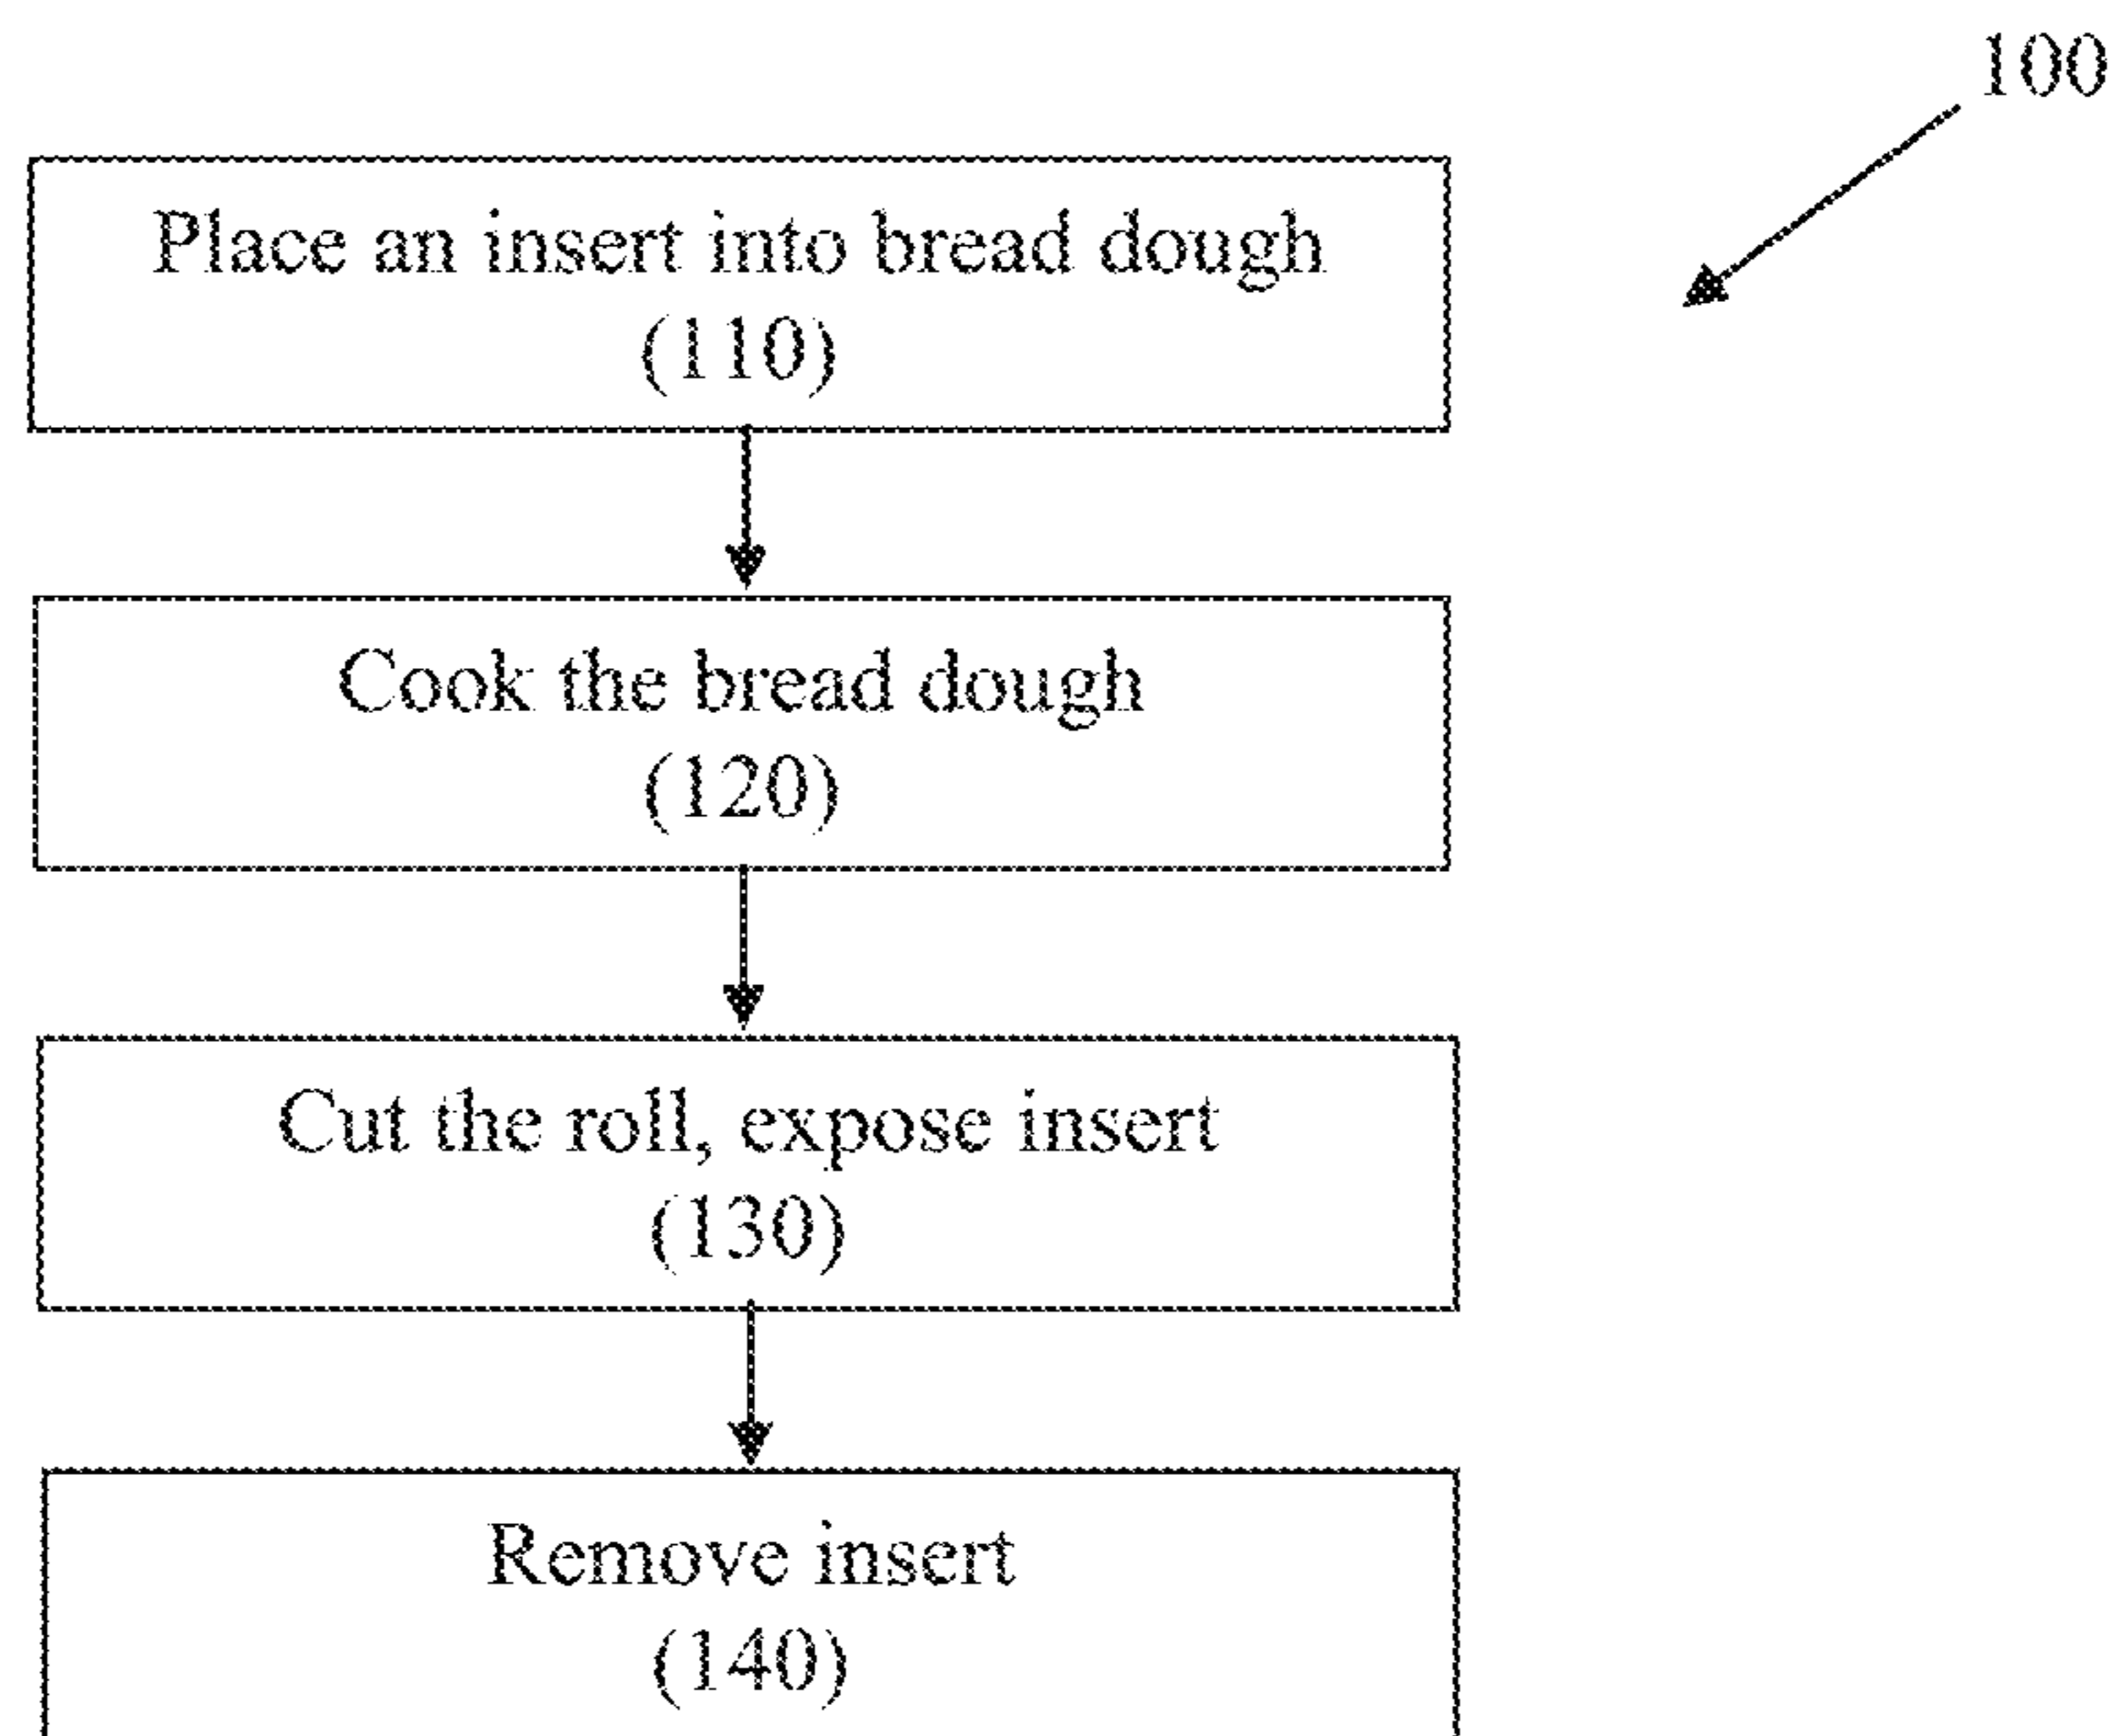 100
Place an insert into bread dough
(110)
Cook the bread dough
(120)
Cut the roll, expose insert
(130)
Remove insert
(140)